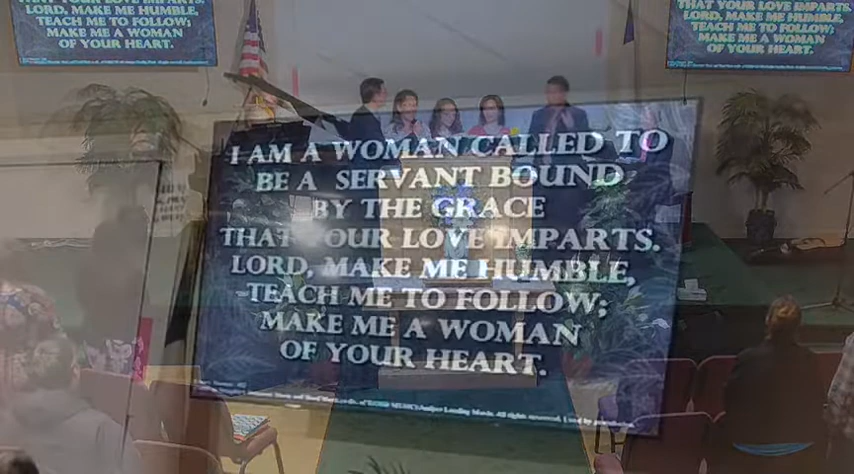 LORD, MAKE ME HUMBLE,
TEACH ME TO FOLLOW;
MAKE ME A WOMAN
OF YOUR HEART.
THAT YOUR LOVE IMPARTS.
LORD, MAKE ME HUMBLE,
TEACH ME TO FOLLOW;
MAKE ME A WOMAN
OF YOUR HEART.
I AM A WOMAN CALLED TO
BE A SERVANT BOUND
BY THE GRACE
THAT YOUR LOVE IMPARTS.
LORD, MAKE ME HUMBLE,
TEACH ME TO FOLLOW;
MAKE ME A WOMAN
OF YOUR HEART.